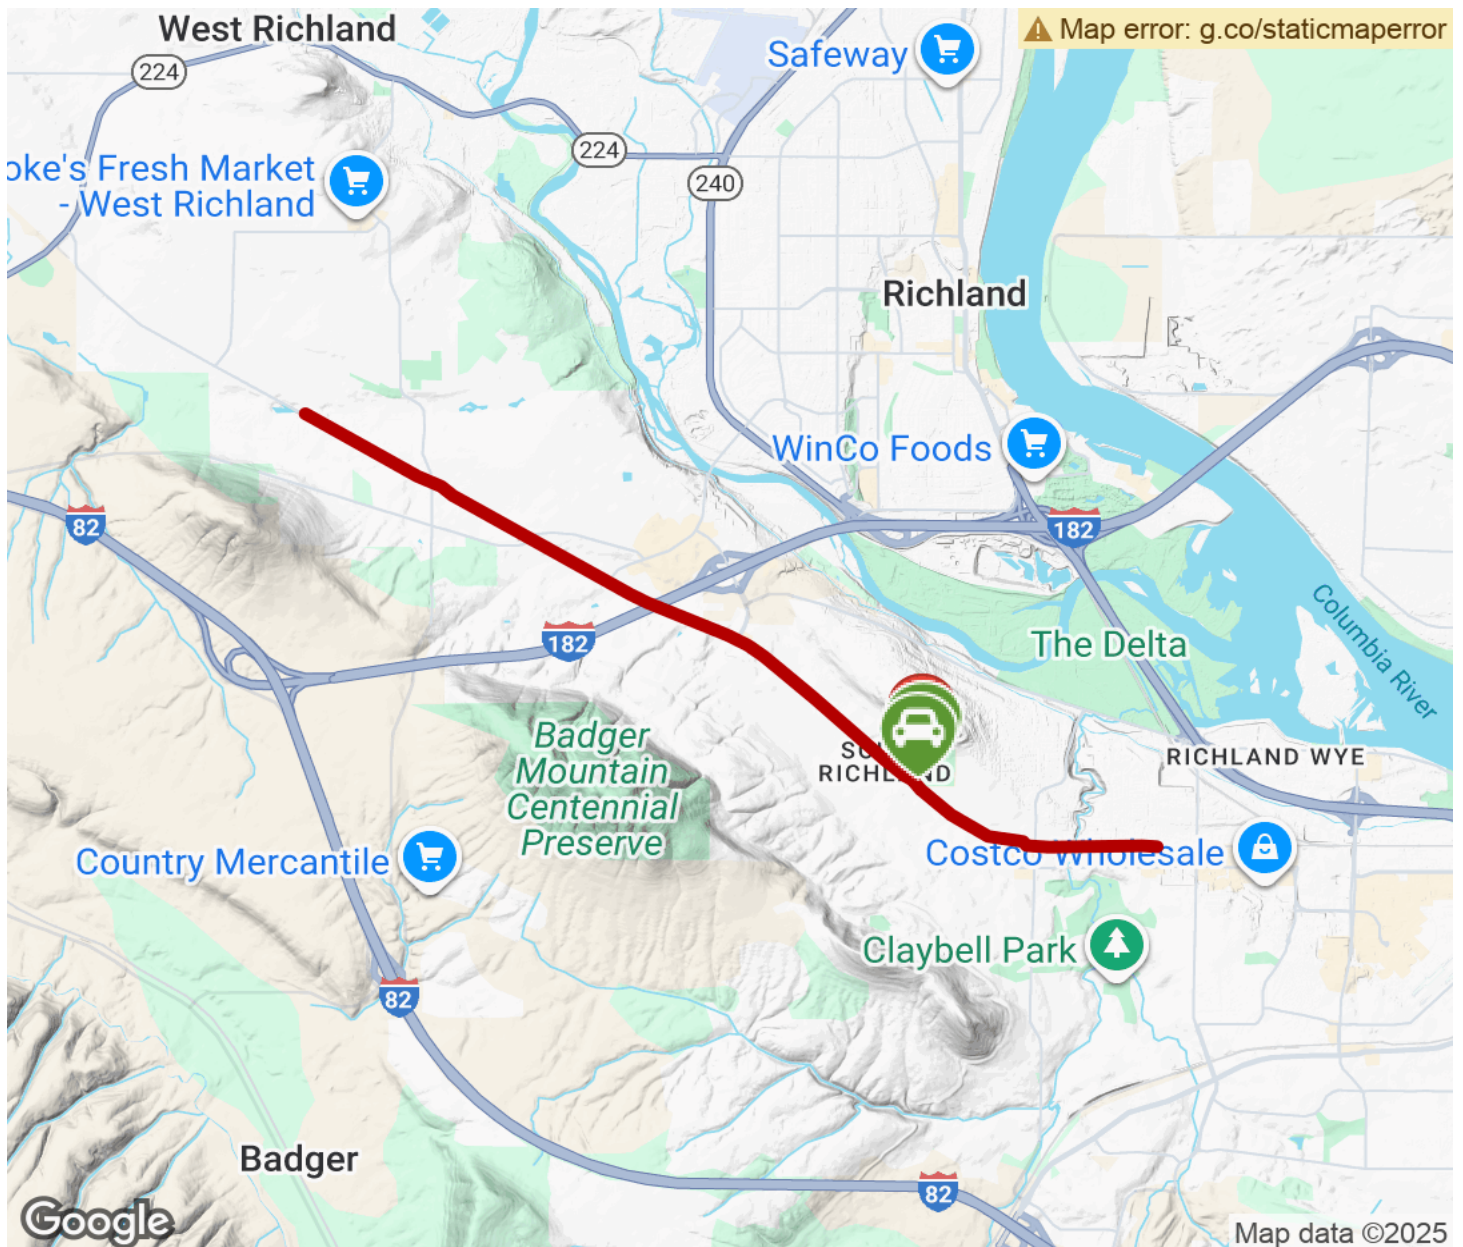 West Richland
Map error: g.co/staticmaperror
Safeway
224
224
oke's Fresh Market
- West Richland
240
Richland
WinCo Foods
82
182
Columbia River
182
The Delta
Badger
Mountain
Centennial
Preserve
RICHLAND WYE
RICHL ND
Country Mercantile
Costco Wholesale
Claybell Park
82
Badger
82
Google
Map data ©2025